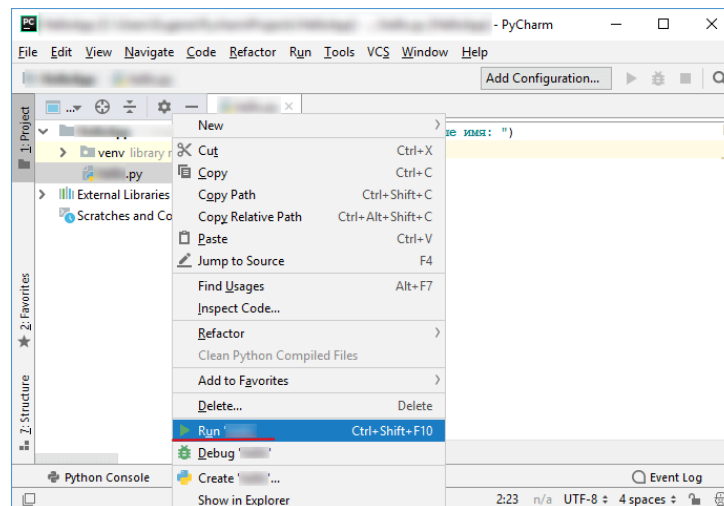 PC - PyCharm
File Edit View Navigate Code Refactor Run Tools VCS Window Help
Add Configuration...
1: Project
...
New
е имя: ")
venv library
Cut Ctrl+X
.py
Copy Ctrl+C
External Libraries
Copy Path Ctrl+Shift+C
Scratches and Co
Copy Relative Path Ctrl+Alt+Shift+C
Paste Ctrl+V
Jump to Source F4
Find Usages Alt+F7
2: Favorites
Inspect Code...
Refactor
Clean Python Compiled Files
Add to Favorites
Z: Structure
Delete... Delete
Run ' Ctrl+Shift+F10
Debug ' '
Python Console
Create ' '...
Event Log
Show in Explorer
2:23 n/a UTF-8 4 spaces